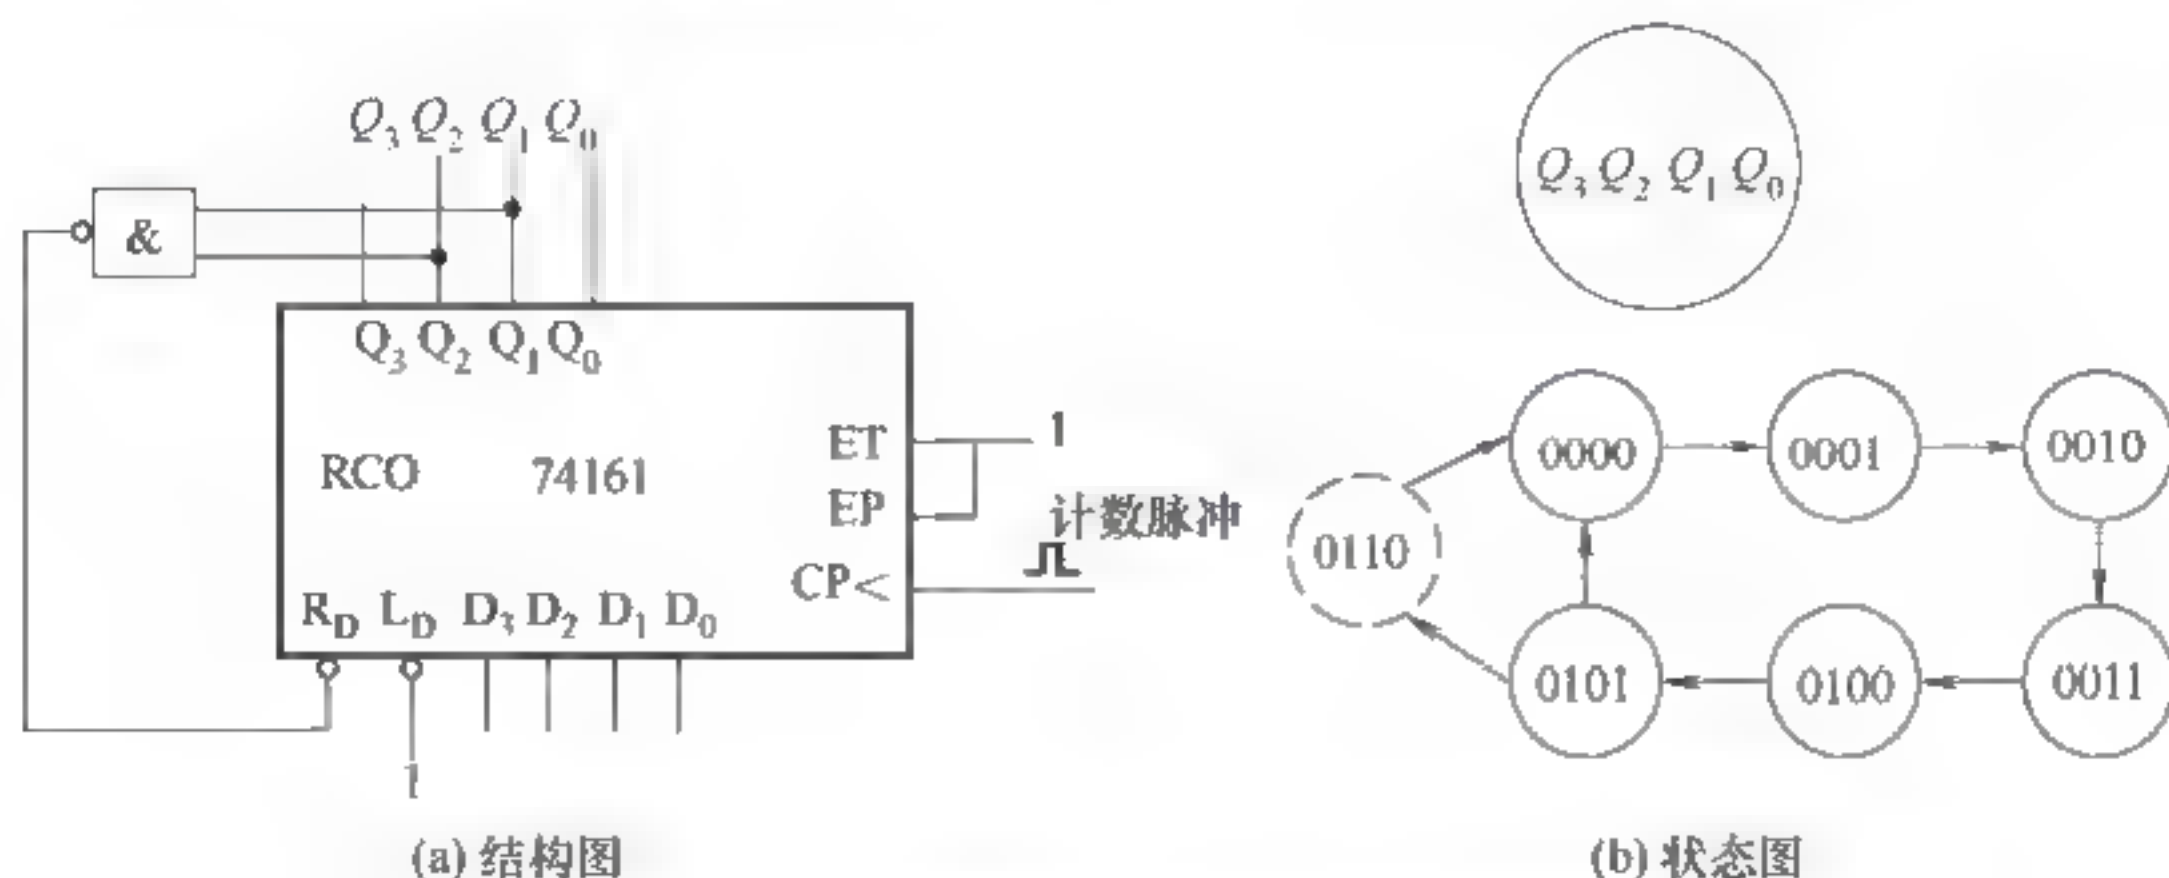 Q₃ Q₂ Q₁ Q₀
&
Q₃ Q₂ Q₁ Q₀
RCO 74161
ET 1
EP
计数脉冲
CP<
R_D L_D D₃ D₂ D₁ D₀
1
(a) 结构图
Q₃ Q₂ Q₁ Q₀
0000 0001 0010
0110
0101 0100 0011
(b) 状态图